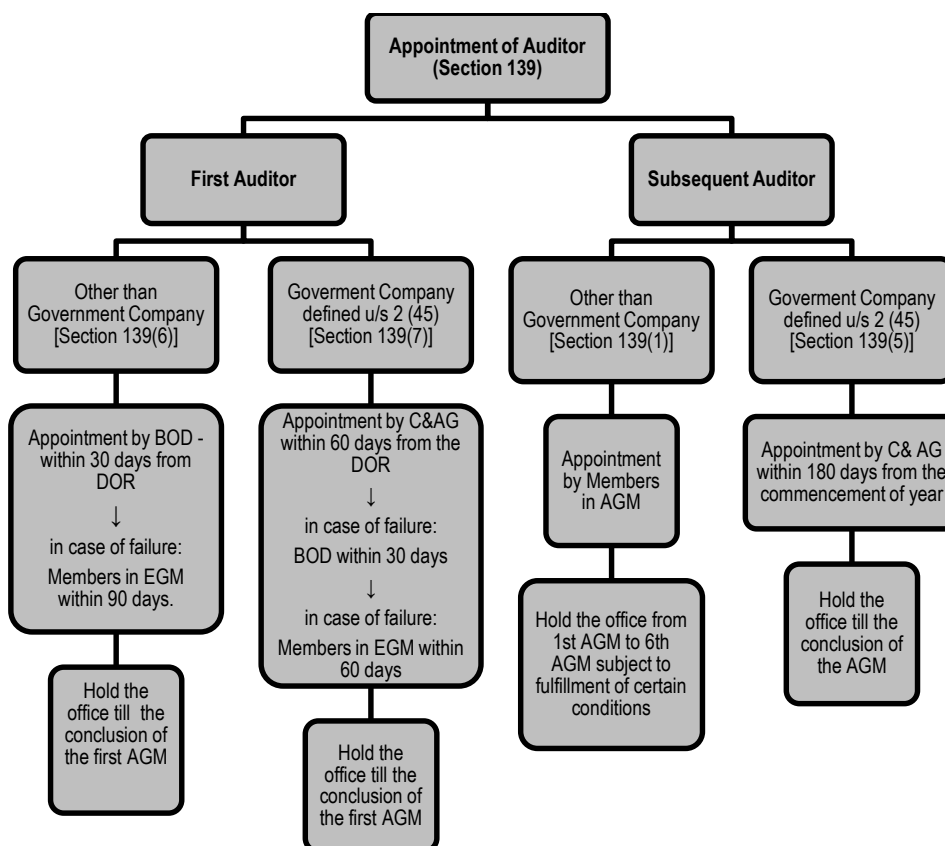 Appointment of Auditor
(Section 139)
First Auditor
Subsequent Auditor
Other than
Government Company
[Section 139(6)]
Goverment Company
defined u/s 2 (45)
[Section 139(7)]
Other than
Government Company
[Section 139(1)]
Goverment Company
defined u/s 2 (45)
[Section 139(5)]
Appointment by BOD -
within 30 days from
DOR
↓
in case of failure:
Members in EGM
within 90 days.
Appointment by C&AG
within 60 days from the
DOR
↓
in case of failure:
BOD within 30 days
↓
in case of failure:
Members in EGM within
60 days
Appointment
by Members
in AGM
Appointment by C& AG
within 180 days from the
commencement of year
Hold the
office till the
conclusion of
the first AGM
Hold the
office till the
conclusion of
the first AGM
Hold the office from
1st AGM to 6th
AGM subject to
fulfillment of certain
conditions
Hold the
office till the
conclusion of
the AGM